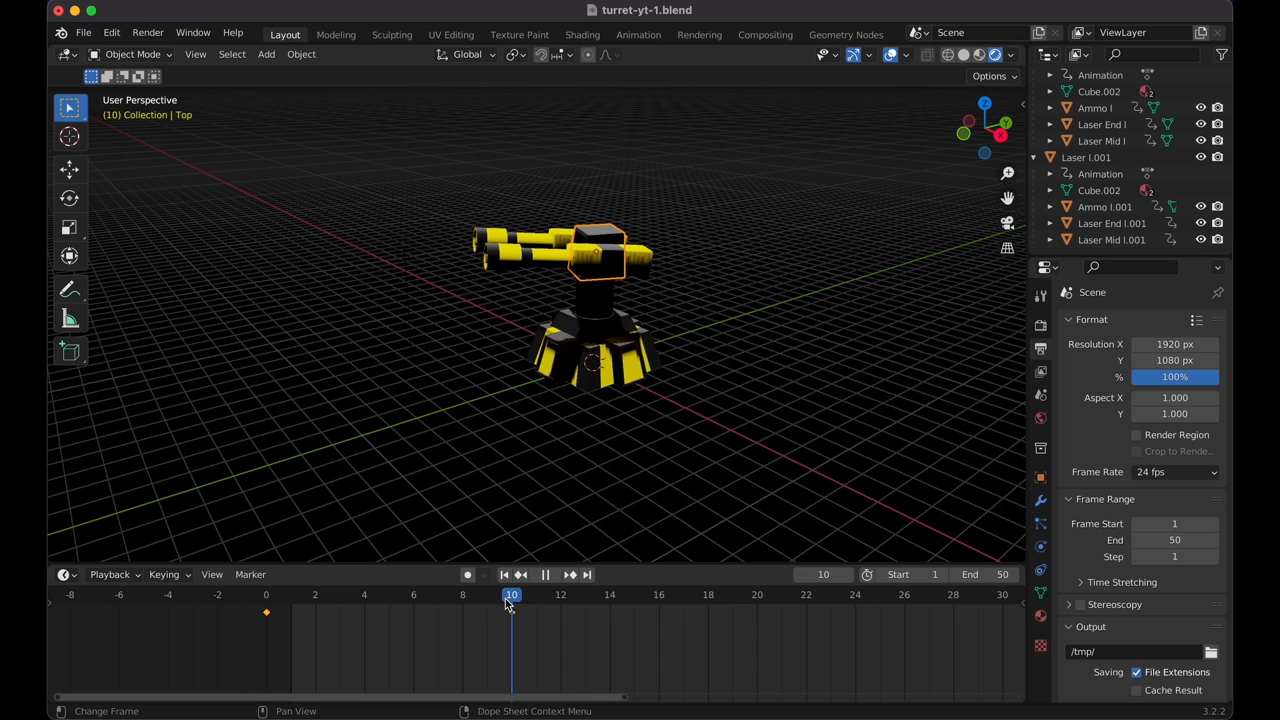 turret-yt-1.blend
File Edit Render Window Help Layout Modeling Sculpting UV Editing Texture Paint Shading Animation Rendering Compositing Geometry Nodes Scene ViewLayer
Object Mode View Select Add Object Global
Options
User Perspective
(10) Collection | Top
Z
Y
X
Animation
Cube.002 2
Ammo l
Laser End l
Laser Mid l
Laser l.001
Animation
Cube.002 2
Ammo l.001
Laser End l.001
Laser Mid l.001
Scene
Format
Resolution X 1920 px
Y 1080 px
% 100%
Aspect X 1.000
Y 1.000
Render Region
Crop to Rende...
Frame Rate 24 fps
Frame Range
Frame Start 1
End 50
Step 1
Time Stretching
Stereoscopy
Output
/tmp/
Saving File Extensions
Cache Result
Playback Keying View Marker 10 Start 1 End 50
-8 -6 -4 -2 0 2 4 6 8 10 12 14 16 18 20 22 24 26 28 30
Change Frame Pan View Dope Sheet Context Menu 3.2.2